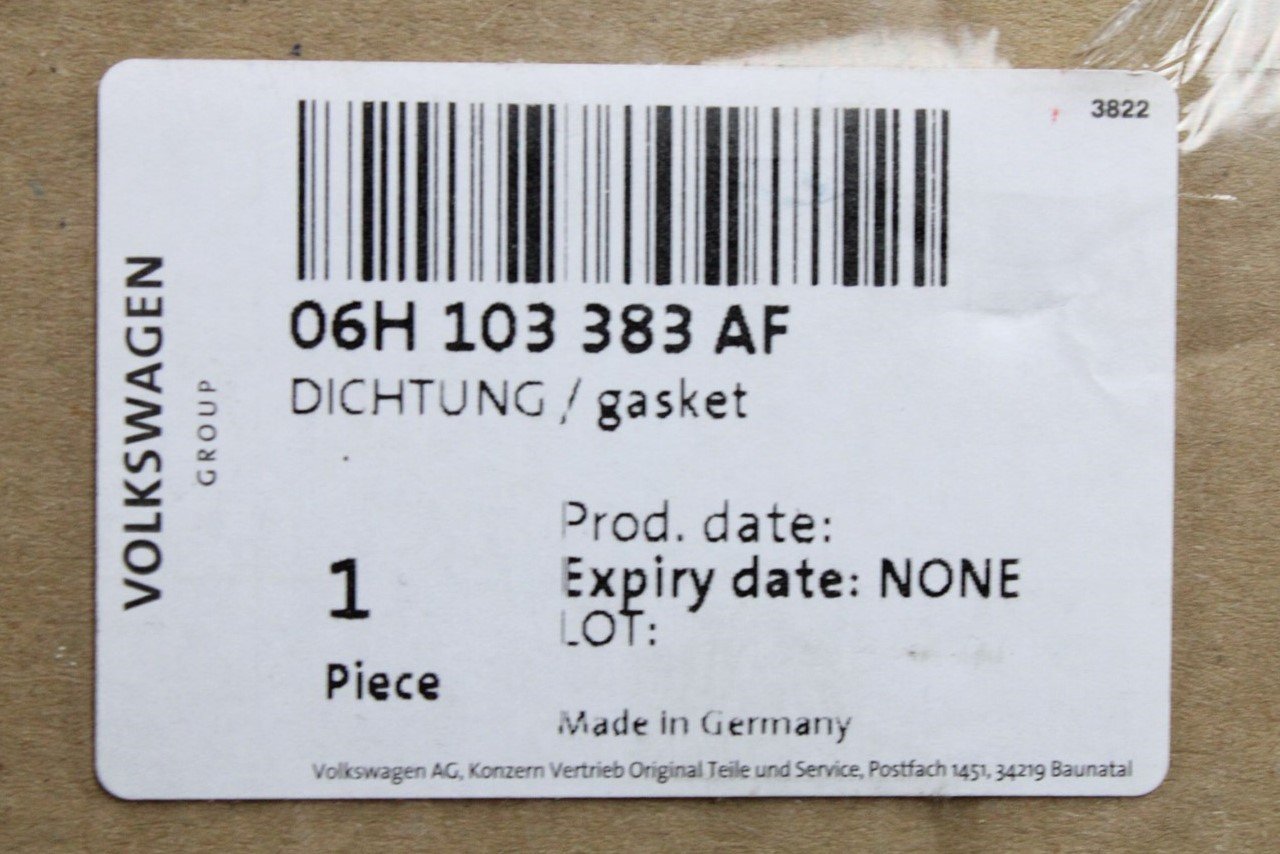 3822
VOLKSWAGEN
GROUP
06H 103 383 AF
DICHTUNG / gasket
Prod. date:
Expiry date: NONE
LOT:
1
Piece
Made in Germany
Volkswagen AG, Konzern Vertrieb Original Teile und Service, Postfach 1451, 34219 Baunatal